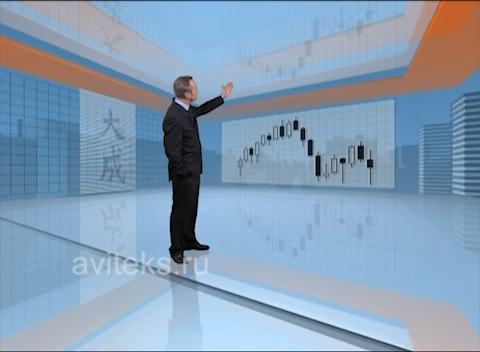 大
成
aviteks.ru